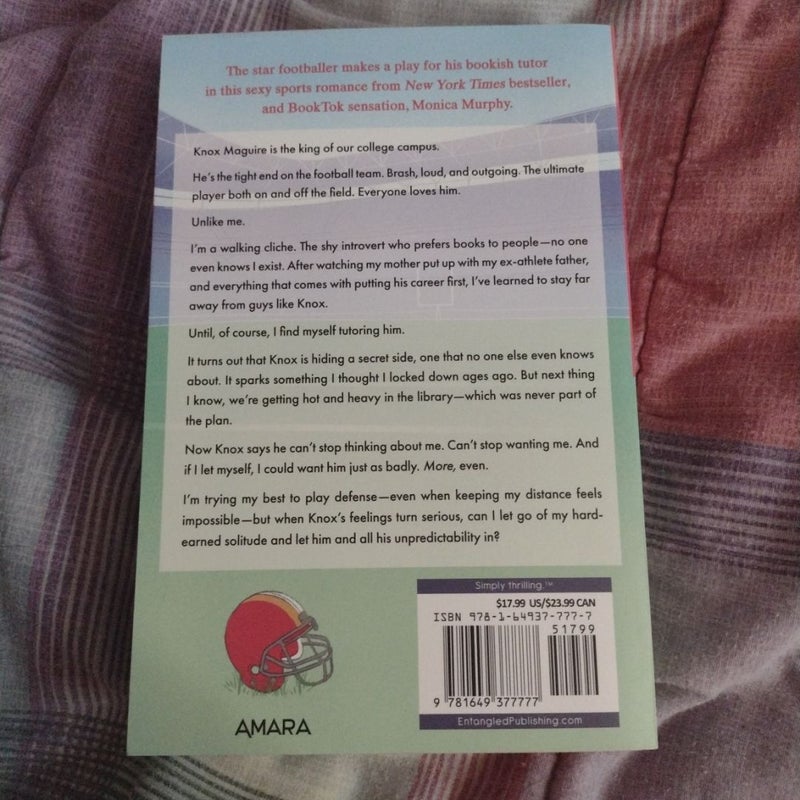 The star footballer makes a play for his bookish tutor
in this sexy sports romance from New York Times bestseller,
and BookTok sensation, Monica Murphy.
Knox Maguire is the king of our college campus.
He's the tight end on the football team. Brash, loud, and outgoing. The ultimate
player both on and off the field. Everyone loves him.
Unlike me.
I'm a walking cliche. The shy introvert who prefers books to people—no one
even knows I exist. After watching my mother put up with my ex-athlete father,
and everything that comes with putting his career first, I've learned to stay far
away from guys like Knox.
Until, of course, I find myself tutoring him.
It turns out that Knox is hiding a secret side, one that no one else even knows
about. It sparks something I thought I locked down ages ago. But next thing
I know, we're getting hot and heavy in the library—which was never part of
the plan.
Now Knox says he can't stop thinking about me. Can't stop wanting me. And
if I let myself, I could want him just as badly. More, even.
I'm trying my best to play defense—even when keeping my distance feels
impossible—but when Knox's feelings turn serious, can I let go of my hard-
earned solitude and let him and all his unpredictability in?
AMARA
Simply thrilling.™
$17.99 US/$23.99 CAN
ISBN 978-1-64937-777-7
51799
9 781649 377777
EntangledPublishing.com